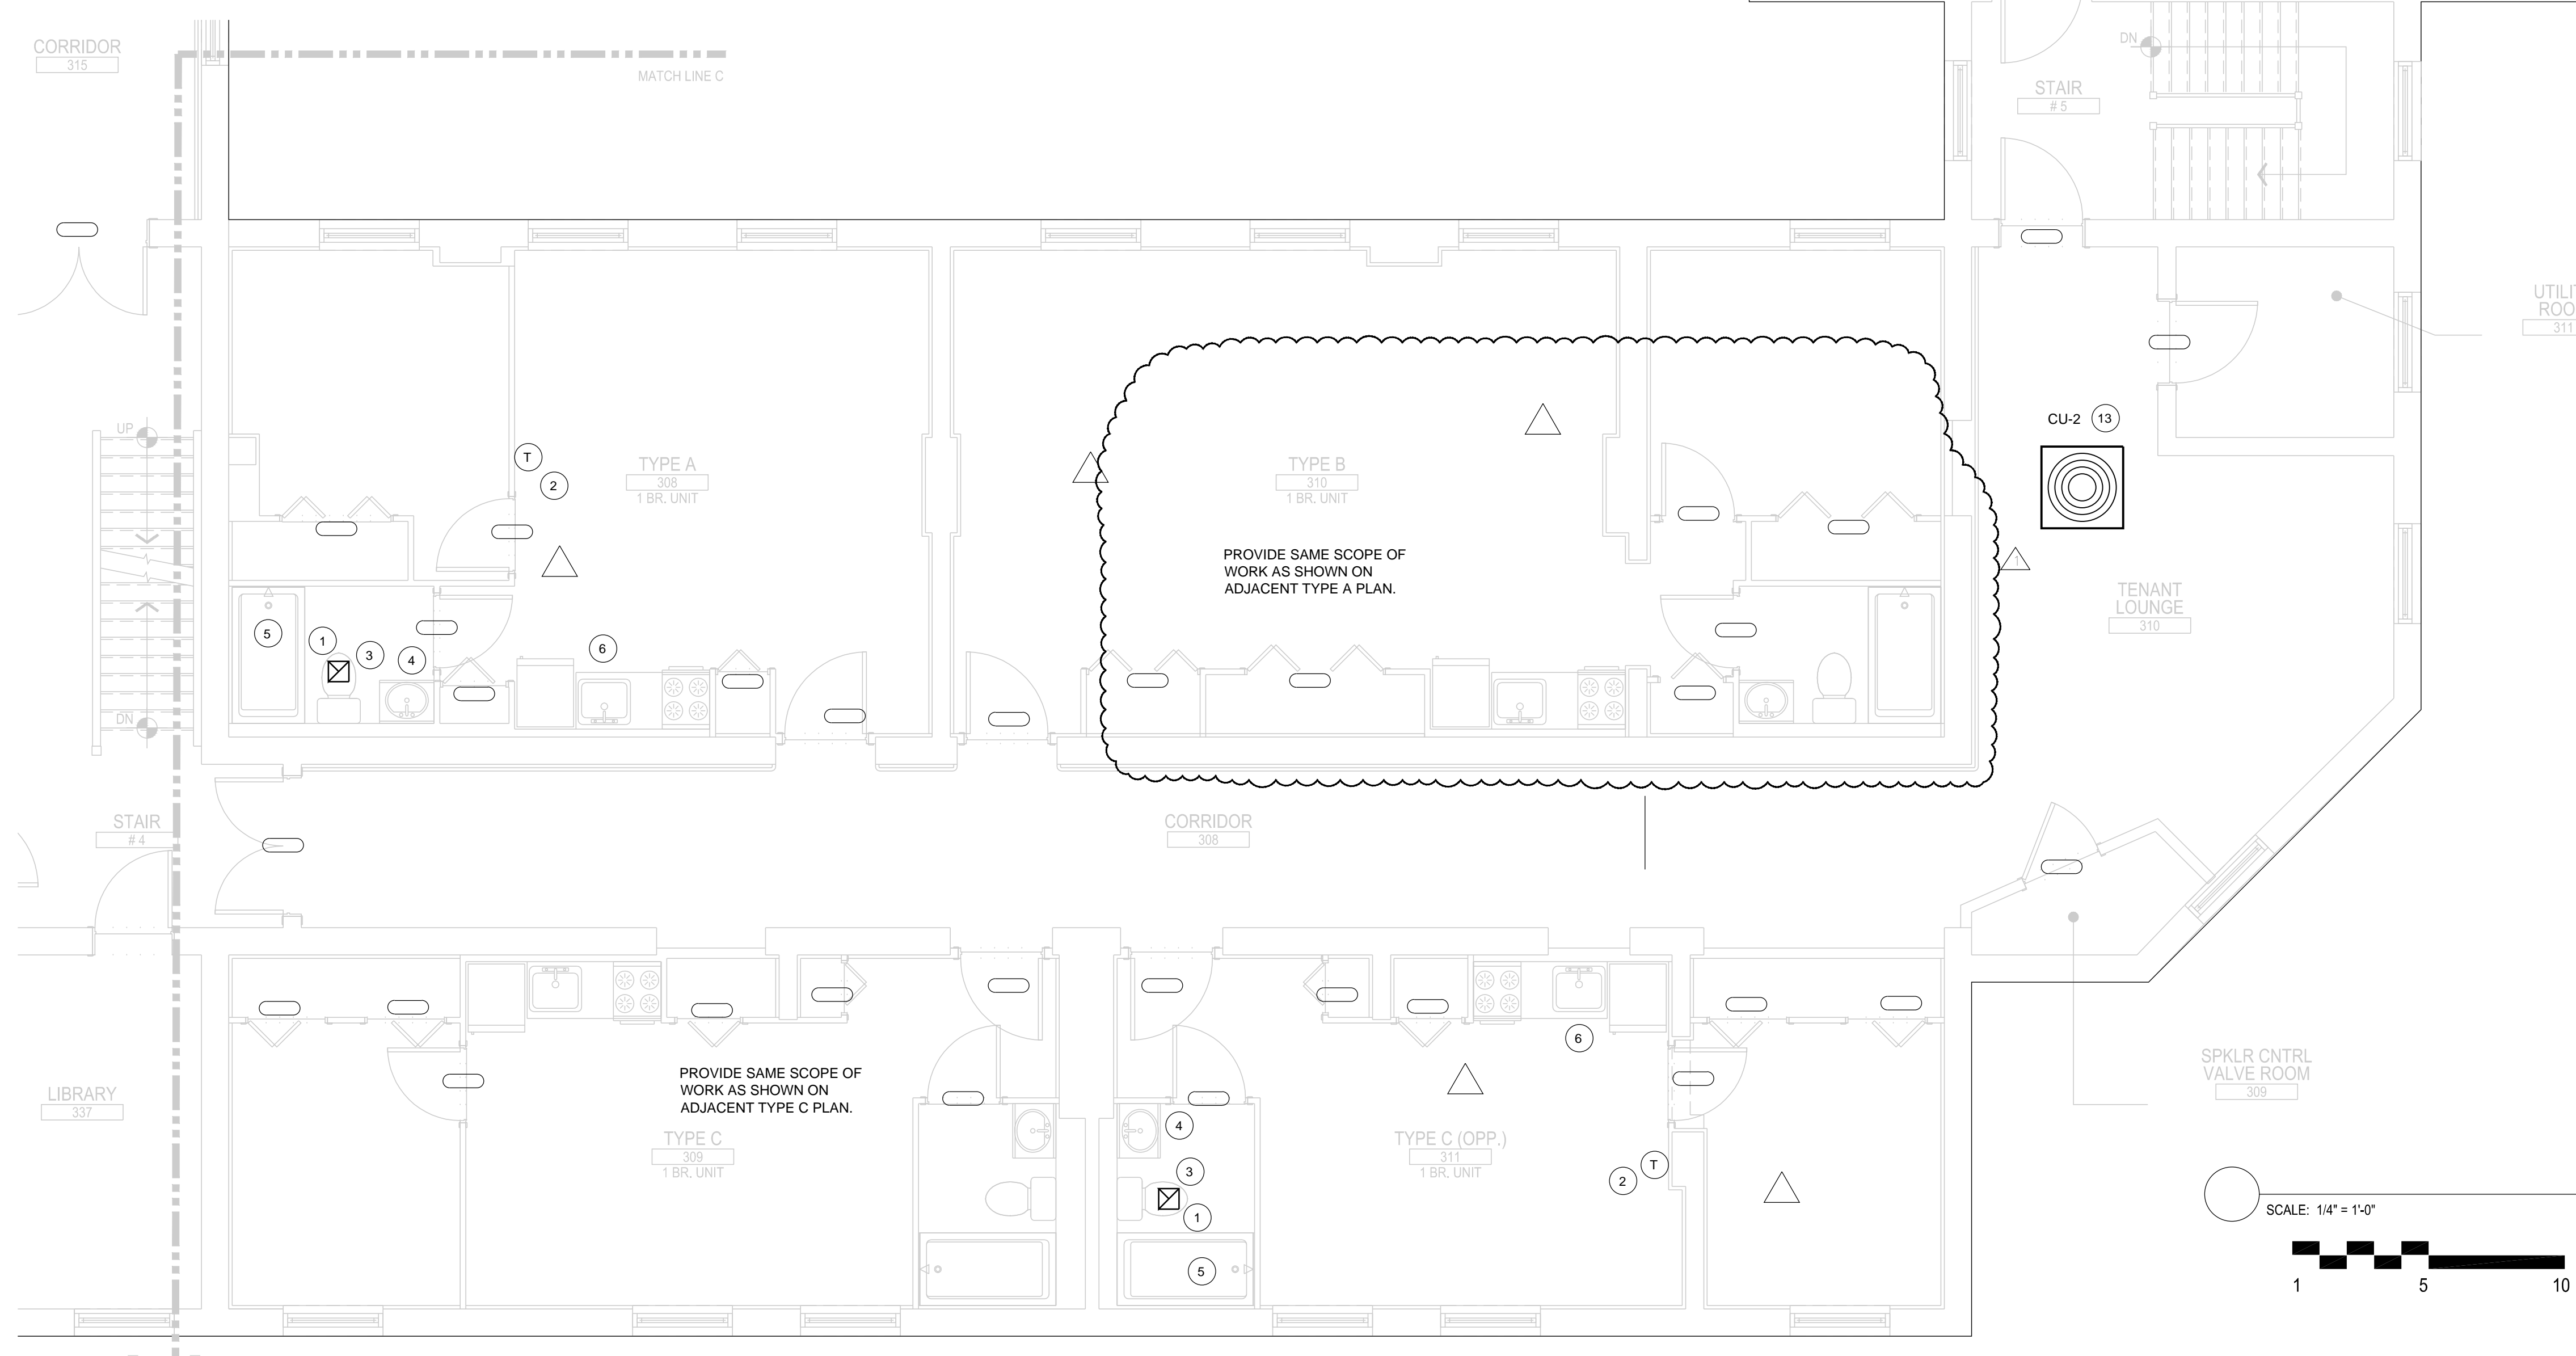 CORRIDOR
315
MATCH LINE C
DN
STAIR
# 5
UP
T
2
TYPE A
308
1 BR. UNIT
TYPE B
310
1 BR. UNIT
PROVIDE SAME SCOPE OF
WORK AS SHOWN ON
ADJACENT TYPE A PLAN.
CU-2
13
311
1
TENANT
LOUNGE
310
5
1
3
4
6
DN
STAIR
# 4
CORRIDOR
308
LIBRARY
337
PROVIDE SAME SCOPE OF
WORK AS SHOWN ON
ADJACENT TYPE C PLAN.
TYPE C
309
1 BR. UNIT
4
3
1
5
6
TYPE C (OPP.)
311
1 BR. UNIT
2
T
SPKLR CNTRL
VALVE ROOM
309
SCALE: 1/4" = 1'-0"
1
5
10